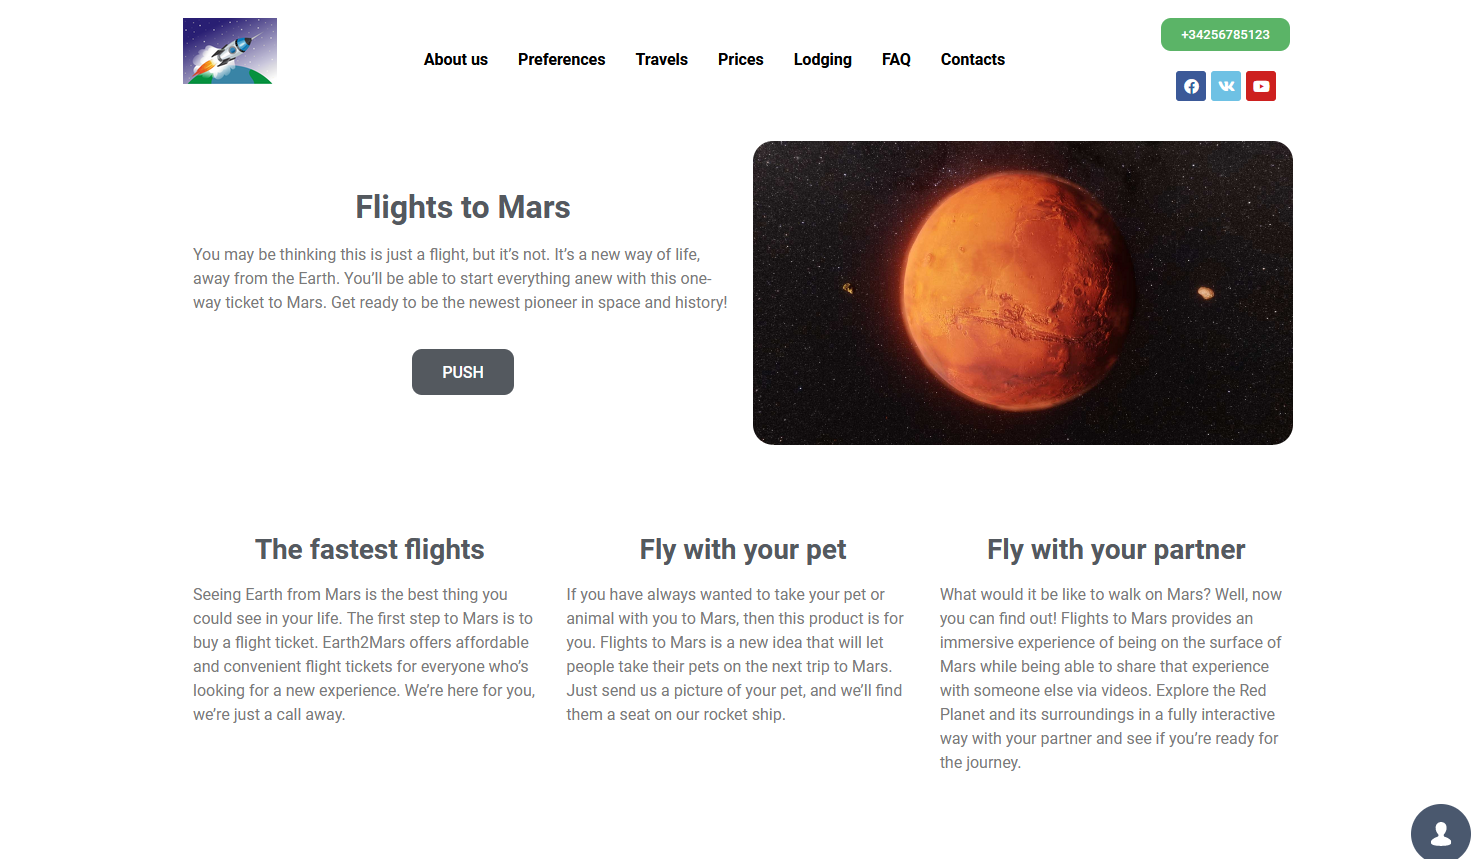 +34256785123
About us
Preferences
Travels
Prices
Lodging
FAQ
Contacts
Flights to Mars
You may be thinking this is just a flight, but it’s not. It’s a new way of life,
away from the Earth. You’ll be able to start everything anew with this one-
way ticket to Mars. Get ready to be the newest pioneer in space and history!
PUSH
The fastest flights
Seeing Earth from Mars is the best thing you
could see in your life. The first step to Mars is to
buy a flight ticket. Earth2Mars offers affordable
and convenient flight tickets for everyone who’s
looking for a new experience. We’re here for you,
we’re just a call away.
Fly with your pet
If you have always wanted to take your pet or
animal with you to Mars, then this product is for
you. Flights to Mars is a new idea that will let
people take their pets on the next trip to Mars.
Just send us a picture of your pet, and we’ll find
them a seat on our rocket ship.
Fly with your partner
What would it be like to walk on Mars? Well, now
you can find out! Flights to Mars provides an
immersive experience of being on the surface of
Mars while being able to share that experience
with someone else via videos. Explore the Red
Planet and its surroundings in a fully interactive
way with your partner and see if you’re ready for
the journey.